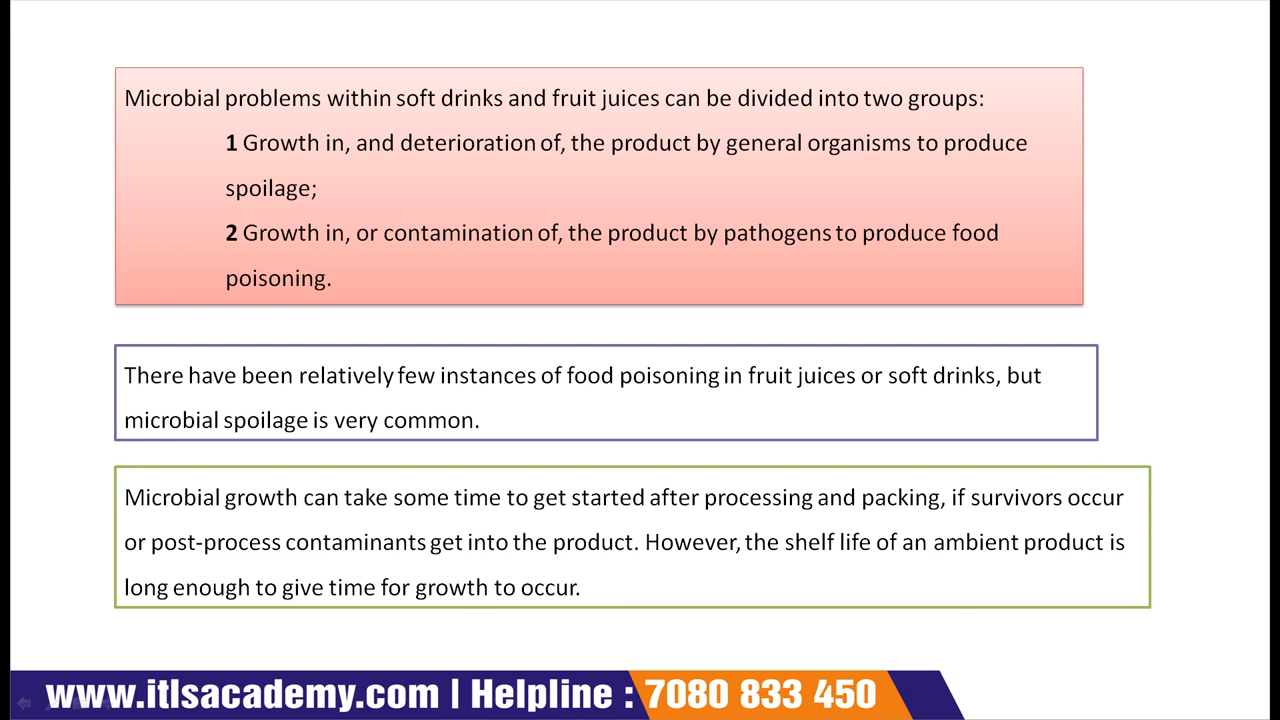 Microbial problems within soft drinks and fruit juices can be divided into two groups:
1 Growth in, and deterioration of, the product by general organisms to produce
spoilage;
2 Growth in, or contamination of, the product by pathogens to produce food
poisoning.
There have been relatively few instances of food poisoning in fruit juices or soft drinks, but
microbial spoilage is very common.
Microbial growth can take some time to get started after processing and packing, if survivors occur
or post-process contaminants get into the product. However, the shelf life of an ambient product is
long enough to give time for growth to occur.
www.itlsacademy.com | Helpline : 7080 833 450